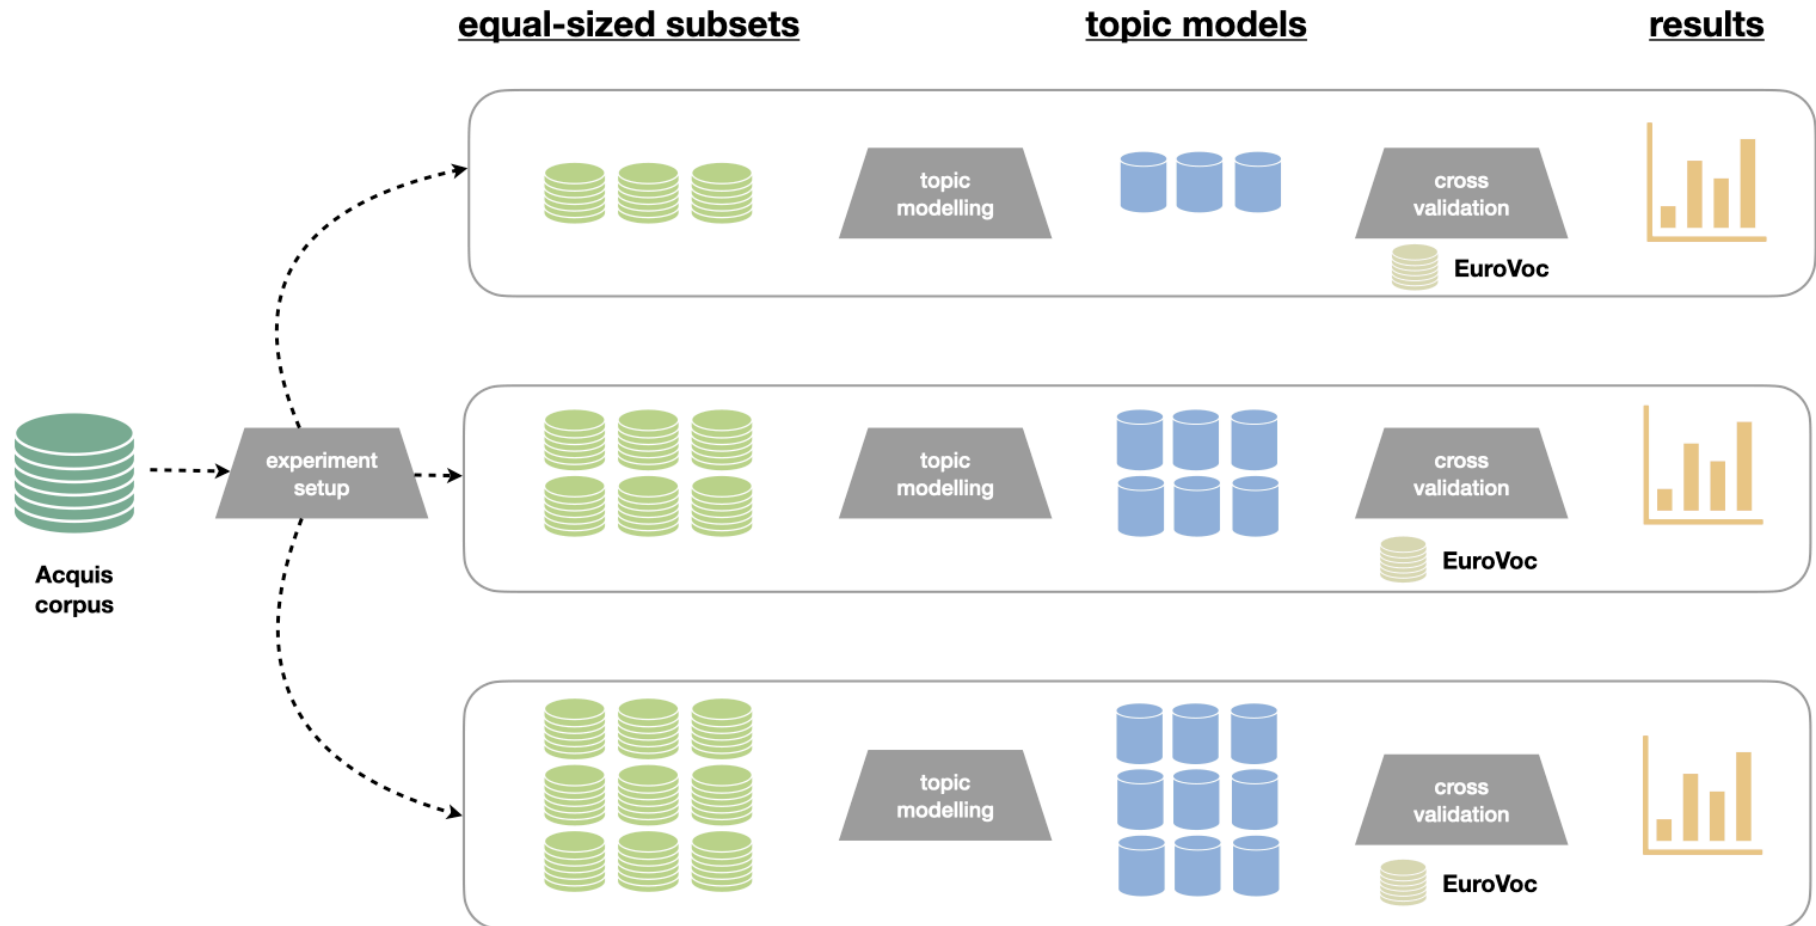 equal-sized subsets
topic models
results
topic
modelling
cross
validation
EuroVoc
Acquis
corpus
experiment
setup
topic
modelling
cross
validation
EuroVoc
topic
modelling
cross
validation
EuroVoc